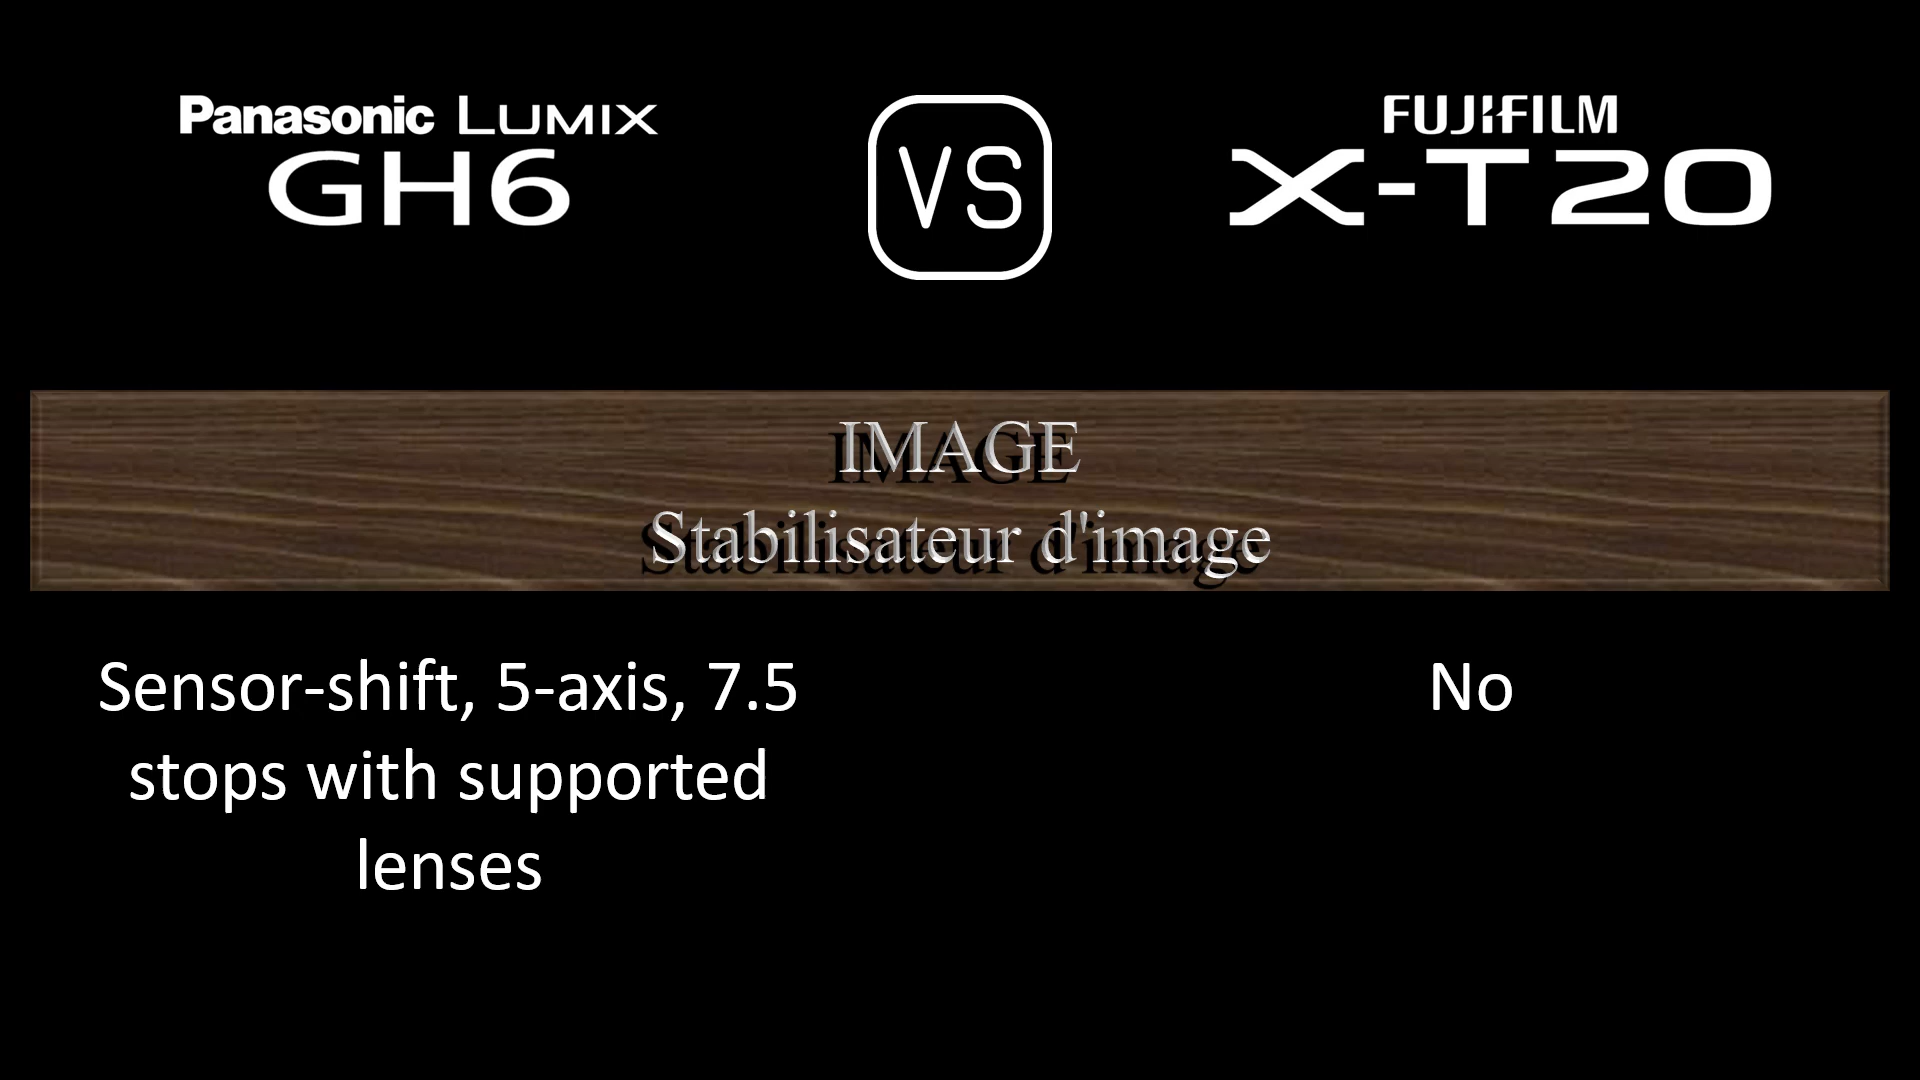 Panasonic LUMIX
GH6
VS
FUJIFILM
X-T20
IMAGE
Stabilisateur d'image
Sensor-shift, 5-axis, 7.5
stops with supported
lenses
No